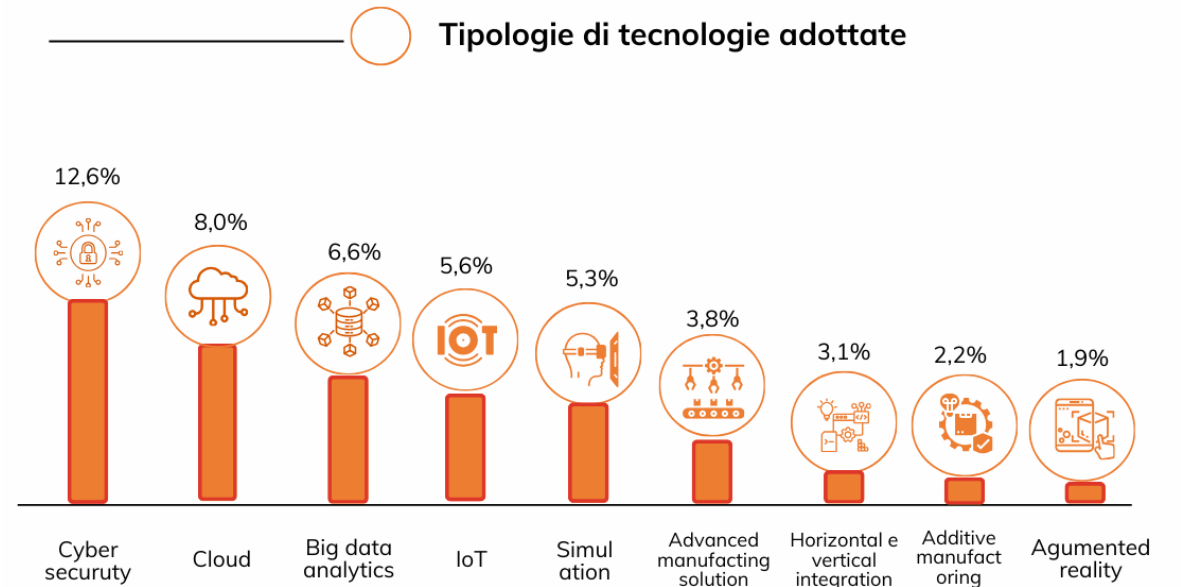 Tipologie di tecnologie adottate
12,6%
8,0%
6,6%
5,6%
5,3%
3,8%
3,1%
2,2%
1,9%
IOT
Cyber
securuty
Cloud
Big data
analytics
IoT
Simul
ation
Advanced
manufacting
solution
Horizontal e
vertical
integration
Additive
manufact
oring
Agumented
reality